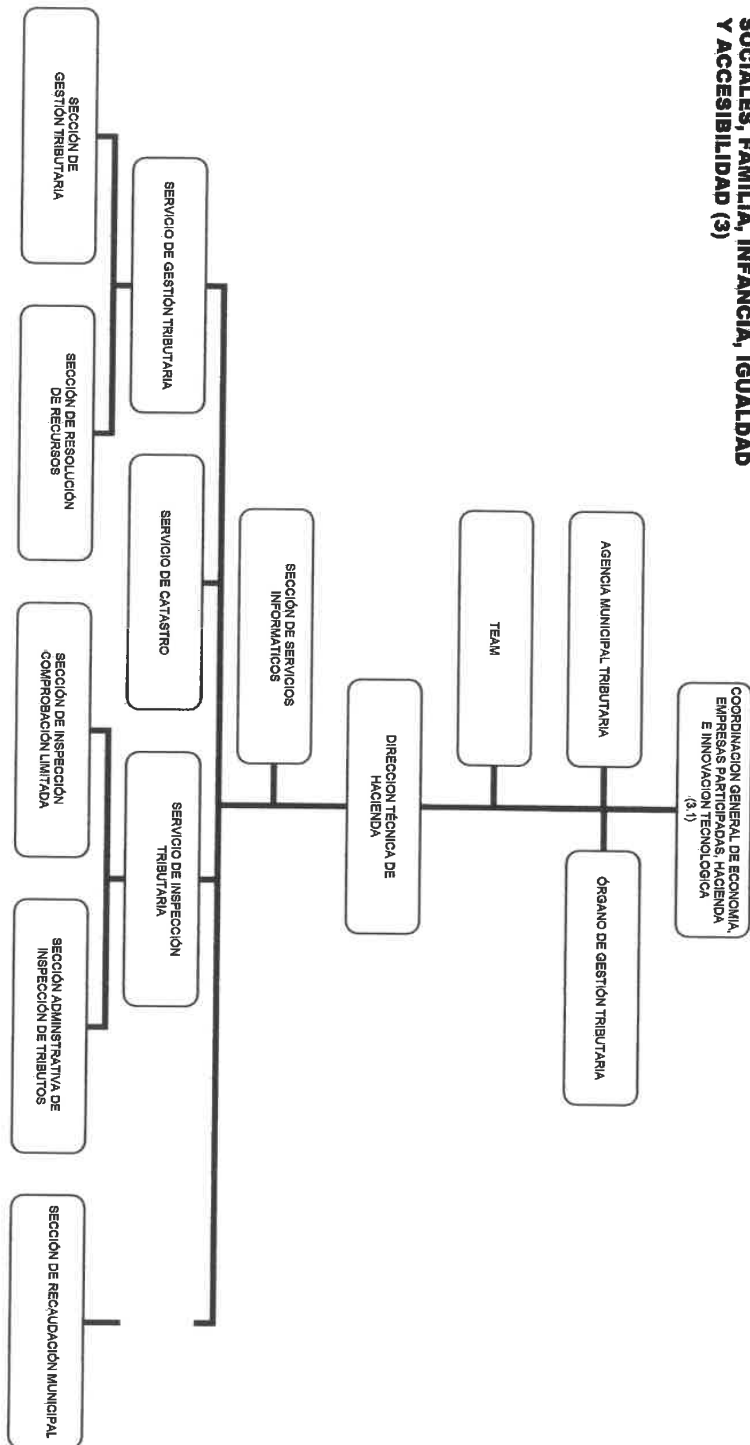 SOCIALES, FAMILIA, INFANCIA, IGUALDAD
Y ACCESIBILIDAD (3)
COORDINACION GENERAL DE ECONOMIA,
EMPRESAS PARTICIPADAS, HACIENDA
E INNOVACION TECNOLOGICA
(3.1)
AGENCIA MUNICIPAL TRIBUTARIA
ÓRGANO DE GESTIÓN TRIBUTARIA
TEAM
DIRECCION TÉCNICA DE
HACIENDA
SECCIÓN DE SERVICIOS
INFORMATICOS
SERVICIO DE GESTIÓN TRIBUTARIA
SERVICIO DE CATASTRO
SERVICIO DE INSPECCIÓN
TRIBUTARIA
SECCIÓN DE
GESTIÓN TRIBUTARIA
SECCIÓN DE RESOLUCIÓN
DE RECURSOS
SECCIÓN DE INSPECCIÓN
COMPROBACIÓN LIMITADA
SECCIÓN ADMINSTRATIVA DE
INSPECCIÓN DE TRIBUTOS
SECCIÓN DE RECAUDACIÓN MUNICIPAL